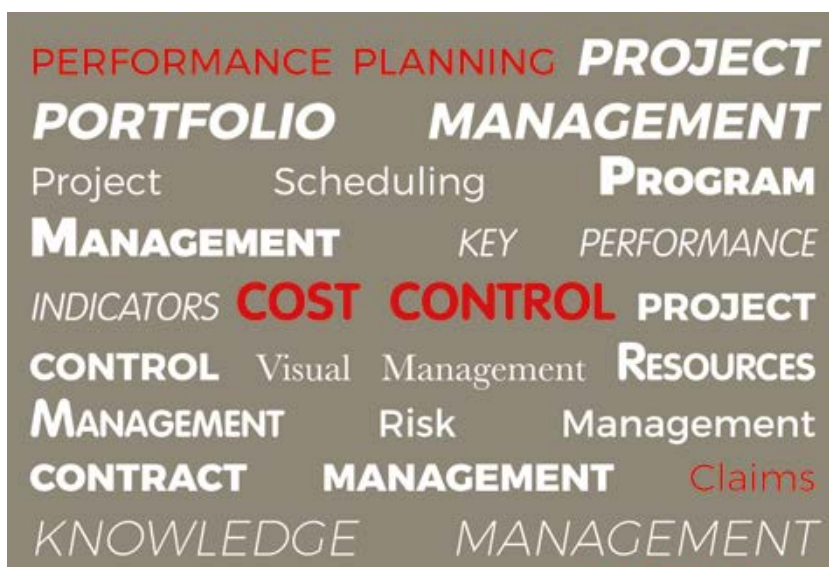 PERFORMANCE PLANNING PROJECT
PORTFOLIO MANAGEMENT
Project Scheduling PROGRAM
MANAGEMENT KEY PERFORMANCE
INDICATORS COST CONTROL PROJECT
CONTROL Visual Management RESOURCES
MANAGEMENT Risk Management
CONTRACT MANAGEMENT Claims
KNOWLEDGE MANAGEMENT